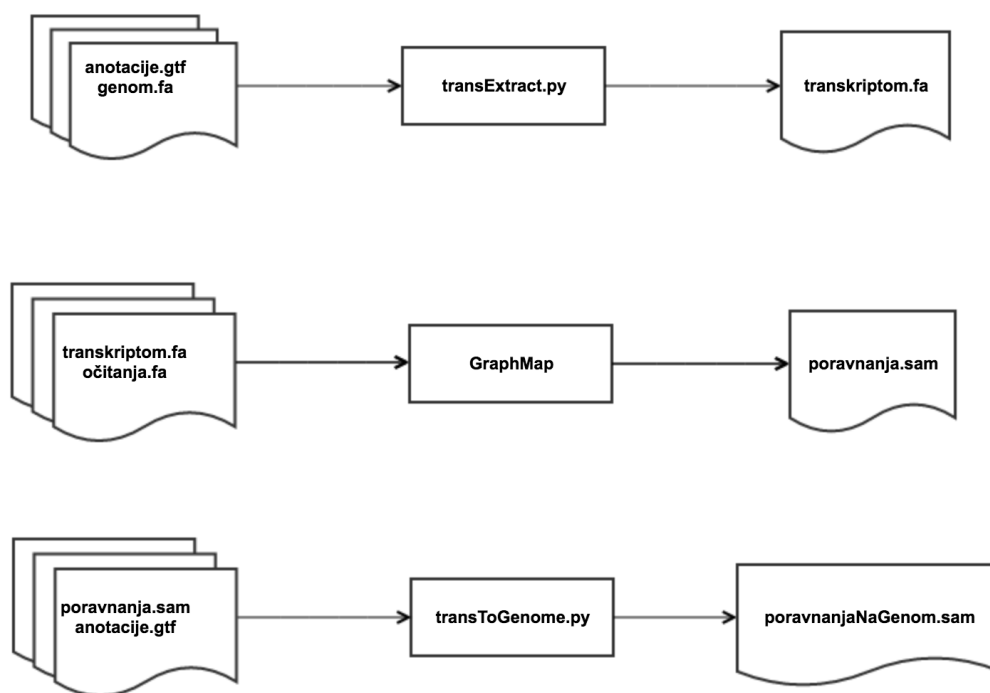 anotacije.gtf
genom.fa
transExtract.py
transkriptom.fa
transkriptom.fa
očitanja.fa
GraphMap
poravnanja.sam
poravnanja.sam
anotacije.gtf
transToGenome.py
poravnanjaNaGenom.sam